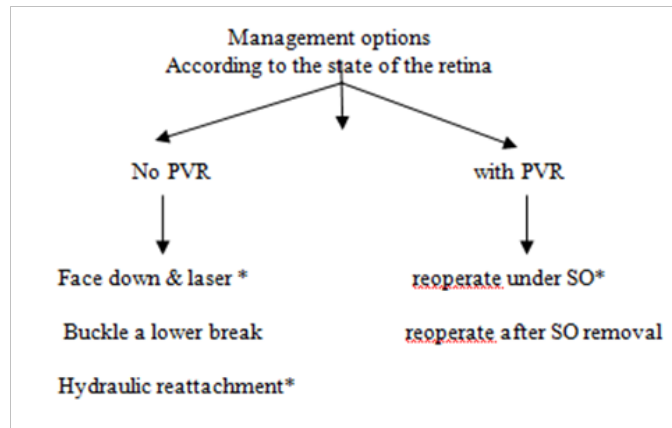 Management options
According to the state of the retina
No PVR
with PVR
Face down & laser *
reoperate under SO*
Buckle a lower break
reoperate after SO removal
Hydraulic reattachment*